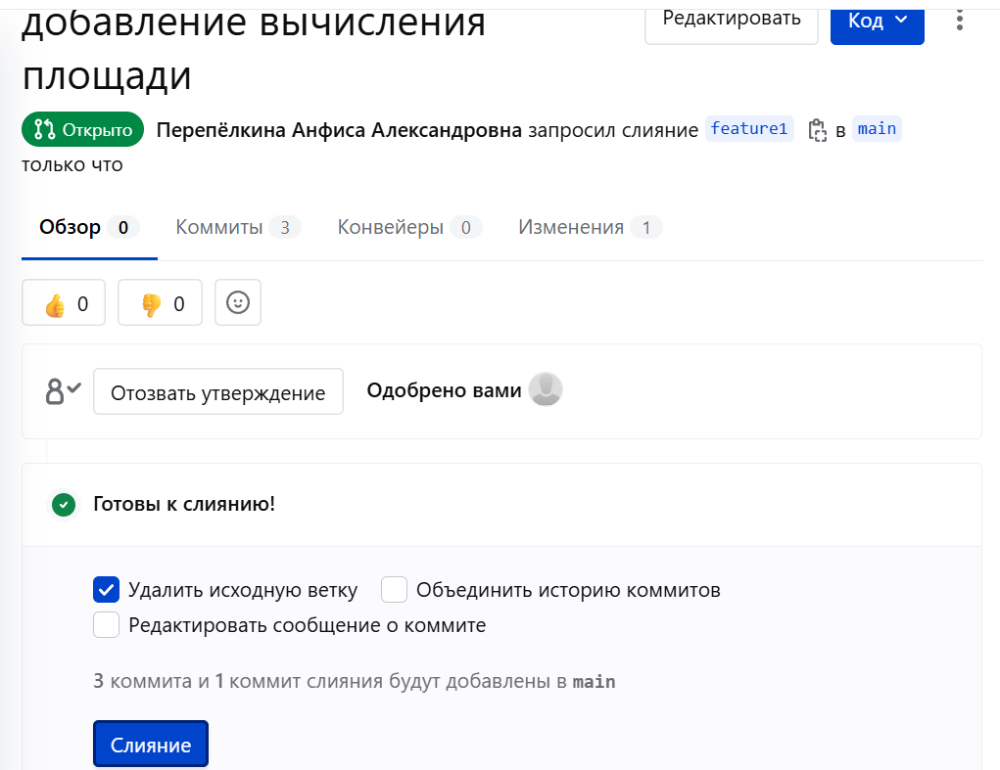 добавление вычисления
площади
Редактировать
Код
Открыто Перепёлкина Анфиса Александровна запросил слияние feature1 в main
только что
Обзор 0 Коммиты 3 Конвейеры 0 Изменения 1
0 0
Отозвать утверждение Одобрено вами
Готовы к слиянию!
Удалить исходную ветку Объединить историю коммитов
Редактировать сообщение о коммите
3 коммита и 1 коммит слияния будут добавлены в main
Слияние